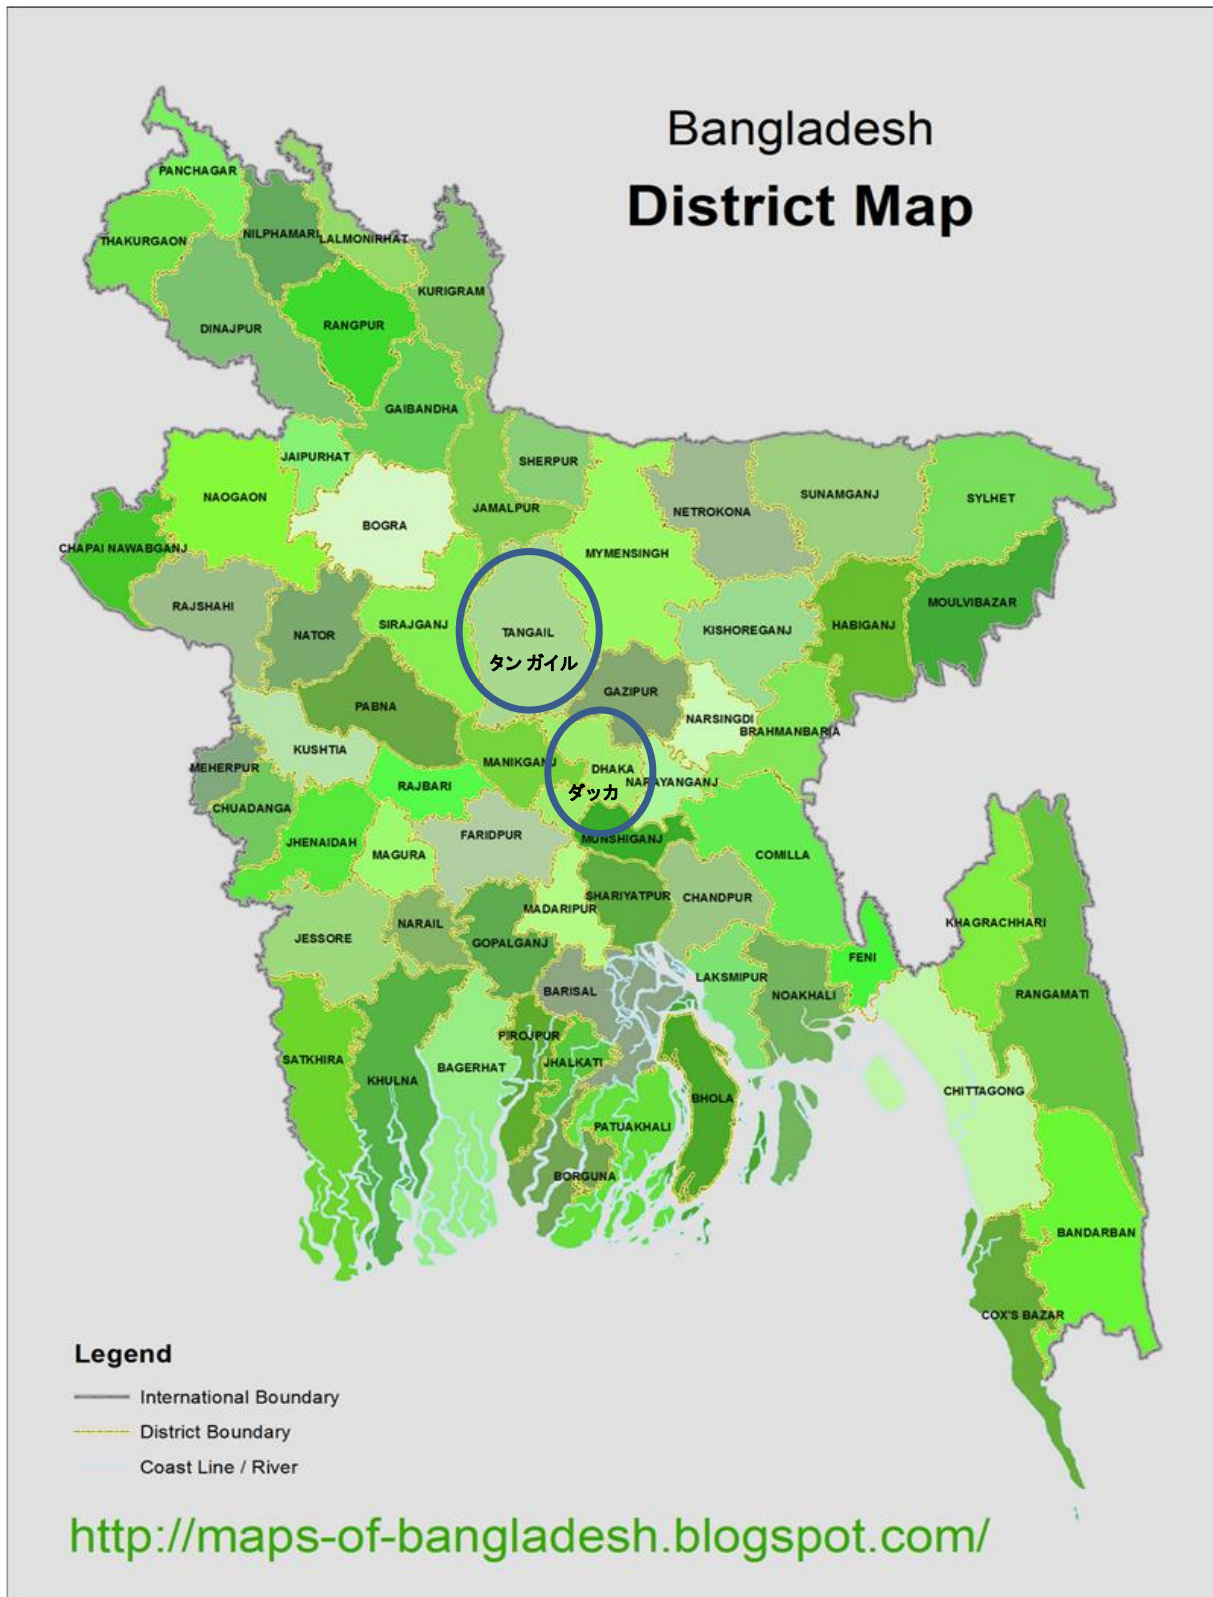 Bangladesh
District Map
PANCHAGAR
THAKURGAON
NILPHAMARI
LALMONIRHAT
KURIGRAM
DINAJPUR
RANGPUR
GAIBANDHA
JAIPURHAT
SHERPUR
NAOGAON
BOGRA
JAMALPUR
NETROKONA
SUNAMGANJ
SYLHET
CHAPAI NAWABGANJ
MYMENSINGH
RAJSHAHI
NATOR
SIRAJGANJ
TANGAIL
タンガイル
KISHOREGANJ
HABIGANJ
MOULVIBAZAR
GAZIPUR
PABNA
NARSINGDI
BRAHMANBARIA
KUSHTIA
MEHERPUR
MANIKGANJ
DHAKA
ダッカ
NARAYANGANJ
RAJBARI
CHUADANGA
JHENAIDAH
MAGURA
FARIDPUR
MUNSHIGANJ
COMILLA
MADARIPUR
SHARIYATPUR
CHANDPUR
JESSORE
NARAIL
GOPALGANJ
KHAGRACHHARI
FENI
LAKSMIPUR
NOAKHALI
RANGAMATI
BARISAL
PIROJPUR
JHALKATI
SATKHIRA
KHULNA
BAGERHAT
BHOLA
CHITTAGONG
PATUAKHALI
BORGUNA
BANDARBAN
COX'S BAZAR
Legend
International Boundary
District Boundary
Coast Line / River
http://maps-of-bangladesh.blogspot.com/